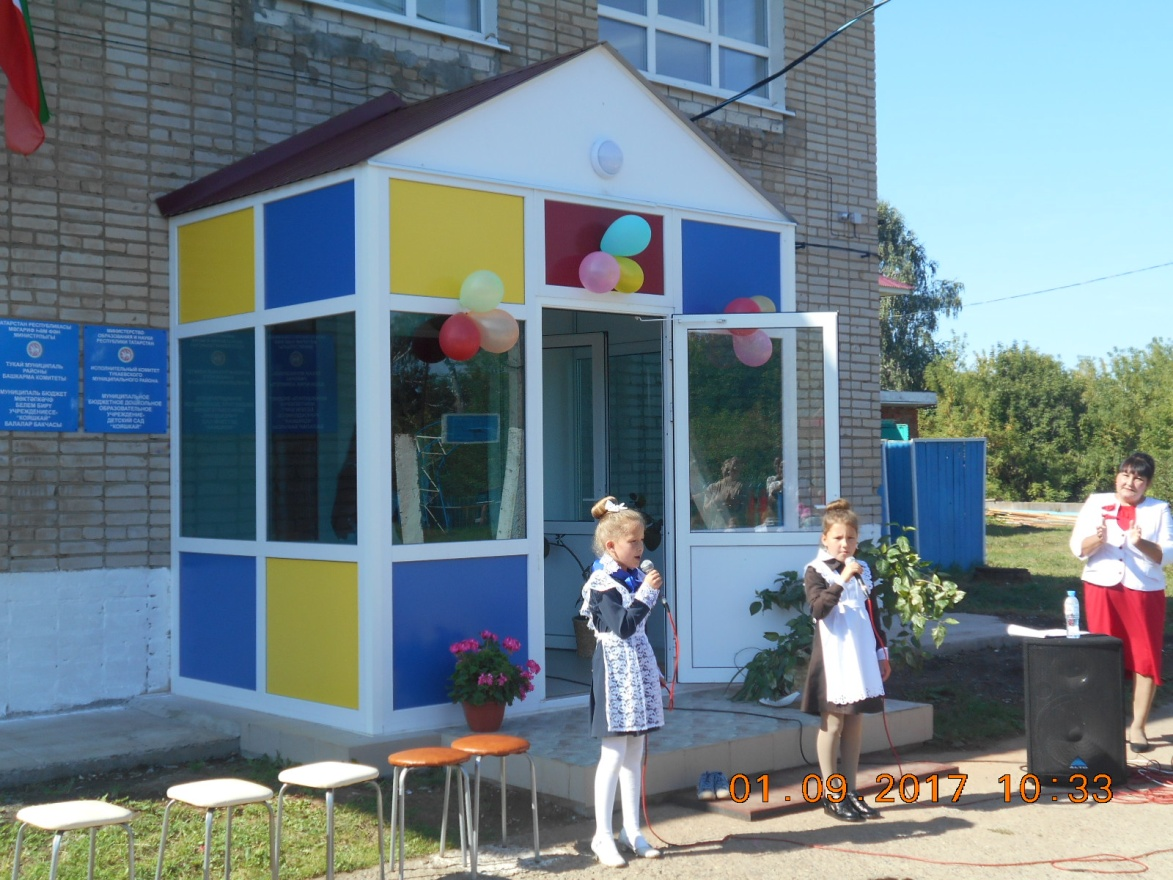 ТАТАРСТАН РЕСПУБЛИКАСЫ
МӘГАРИФ ҺӘМ ФӘН
МИНИСТРЛЫГЫ
ТУКАЙ МУНИЦИПАЛЬ
РАЙОНЫ
БАШКАРМА КОМИТЕТЫ
МУНИЦИПАЛЬ БЮДЖЕТ
МӘКТӘПКӘЧӘ
БЕЛЕМ БИРҮ
УЧРЕЖДЕНИЕСЕ-
"КОЯШКАЙ"
БАЛАЛАР БАКЧАСЫ
МИНИСТЕРСТВО
ОБРАЗОВАНИЯ И НАУКИ
РЕСПУБЛИКИ ТАТАРСТАН
ИСПОЛНИТЕЛЬНЫЙ КОМИТЕТ
ТУКАЕВСКОГО
МУНИЦИПАЛЬНОГО РАЙОНА
МУНИЦИПАЛЬНОЕ
БЮДЖЕТНОЕ ДОШКОЛЬНОЕ
ОБРАЗОВАТЕЛЬНОЕ
УЧРЕЖДЕНИЕ-
ДЕТСКИЙ САД
"КОЯШКАЙ"
01.09.2017 10:33